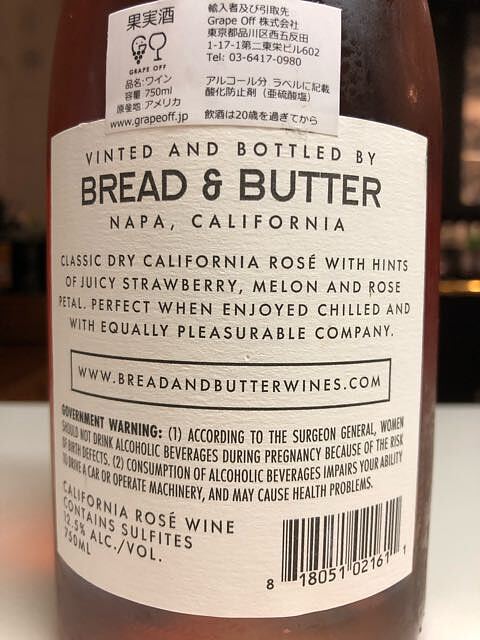 果実酒
GRAPE OFF
品名: ワイン
容量 750ml
原産地 アメリカ
www.grapeoff.jp
輸入者及び引取先
Grape Off 株式会社
東京都品川区西五反田
1-17-1第二東栄ビル602
Tel: 03-6417-0980
アルコール分 ラベルに記載
酸化防止剤（亜硫酸塩）
飲酒は20歳を過ぎてから
VINTED AND BOTTLED BY
BREAD & BUTTER
NAPA, CALIFORNIA
CLASSIC DRY CALIFORNIA ROSÉ WITH HINTS
OF JUICY STRAWBERRY, MELON AND ROSE
PETAL. PERFECT WHEN ENJOYED CHILLED AND
WITH EQUALLY PLEASURABLE COMPANY.
WWW.BREADANDBUTTERWINES.COM
GOVERNMENT WARNING: (1) ACCORDING TO THE SURGEON GENERAL, WOMEN
SHOULD NOT DRINK ALCOHOLIC BEVERAGES DURING PREGNANCY BECAUSE OF THE RISK
OF BIRTH DEFECTS. (2) CONSUMPTION OF ALCOHOLIC BEVERAGES IMPAIRS YOUR ABILITY
TO DRIVE A CAR OR OPERATE MACHINERY, AND MAY CAUSE HEALTH PROBLEMS.
CALIFORNIA ROSÉ WINE
CONTAINS SULFITES
12.5% ALC./VOL.
750ML
8 18051 02161 1